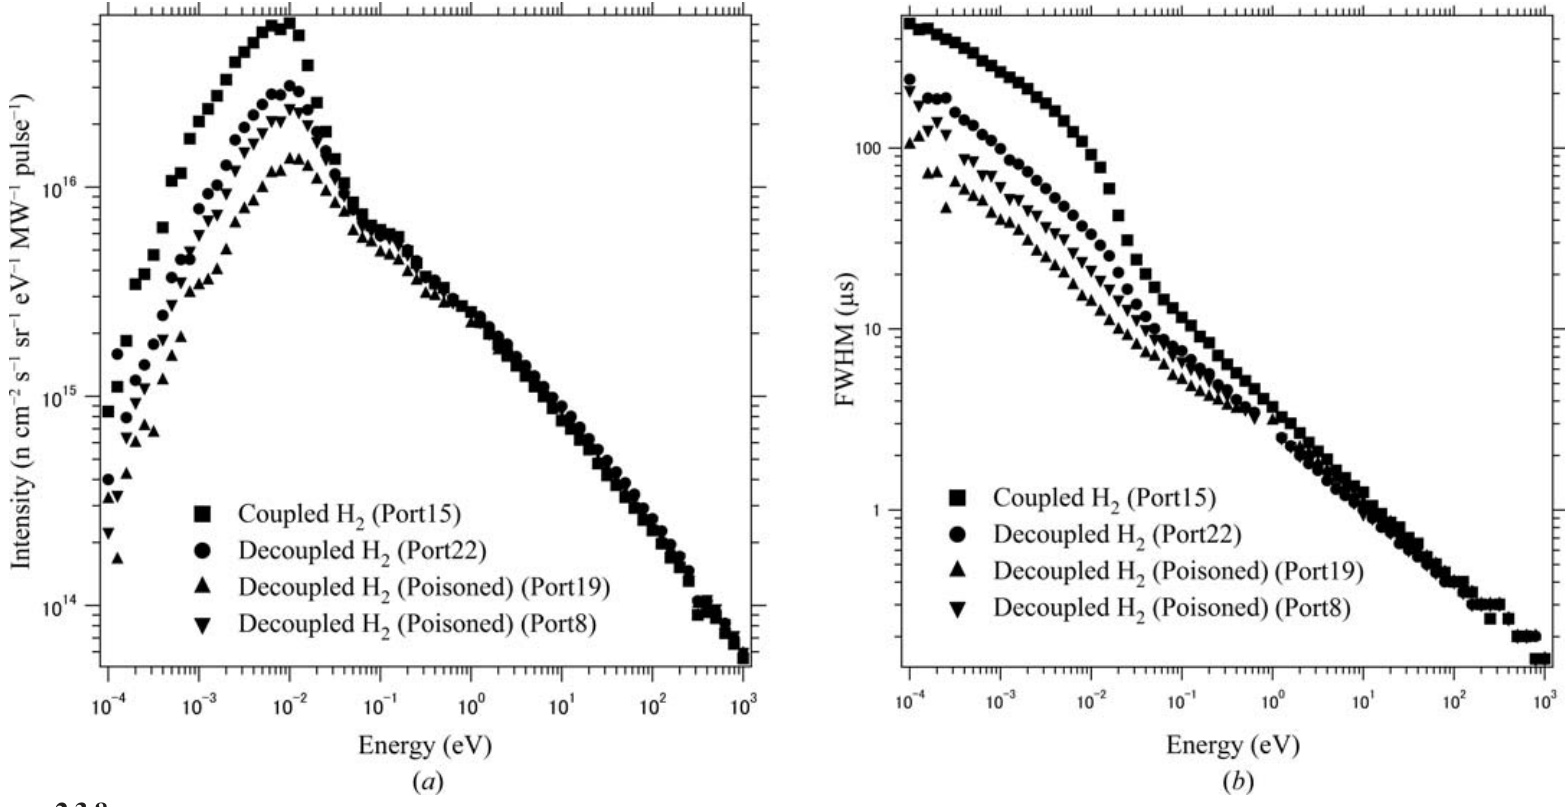 10¹⁶
10¹⁵
10¹⁴
Intensity (n cm⁻² s⁻¹ sr⁻¹ eV⁻¹ MW⁻¹ pulse⁻¹)
Coupled H₂ (Port15)
Decoupled H₂ (Port22)
Decoupled H₂ (Poisoned) (Port19)
Decoupled H₂ (Poisoned) (Port8)
10⁻⁴ 10⁻³ 10⁻² 10⁻¹ 10⁰ 10¹ 10² 10³
Energy (eV)
(a)
100
10
1
FWHM (μs)
Coupled H₂ (Port15)
Decoupled H₂ (Port22)
Decoupled H₂ (Poisoned) (Port19)
Decoupled H₂ (Poisoned) (Port8)
10⁻⁴ 10⁻³ 10⁻² 10⁻¹ 10⁰ 10¹ 10² 10³
Energy (eV)
(b)